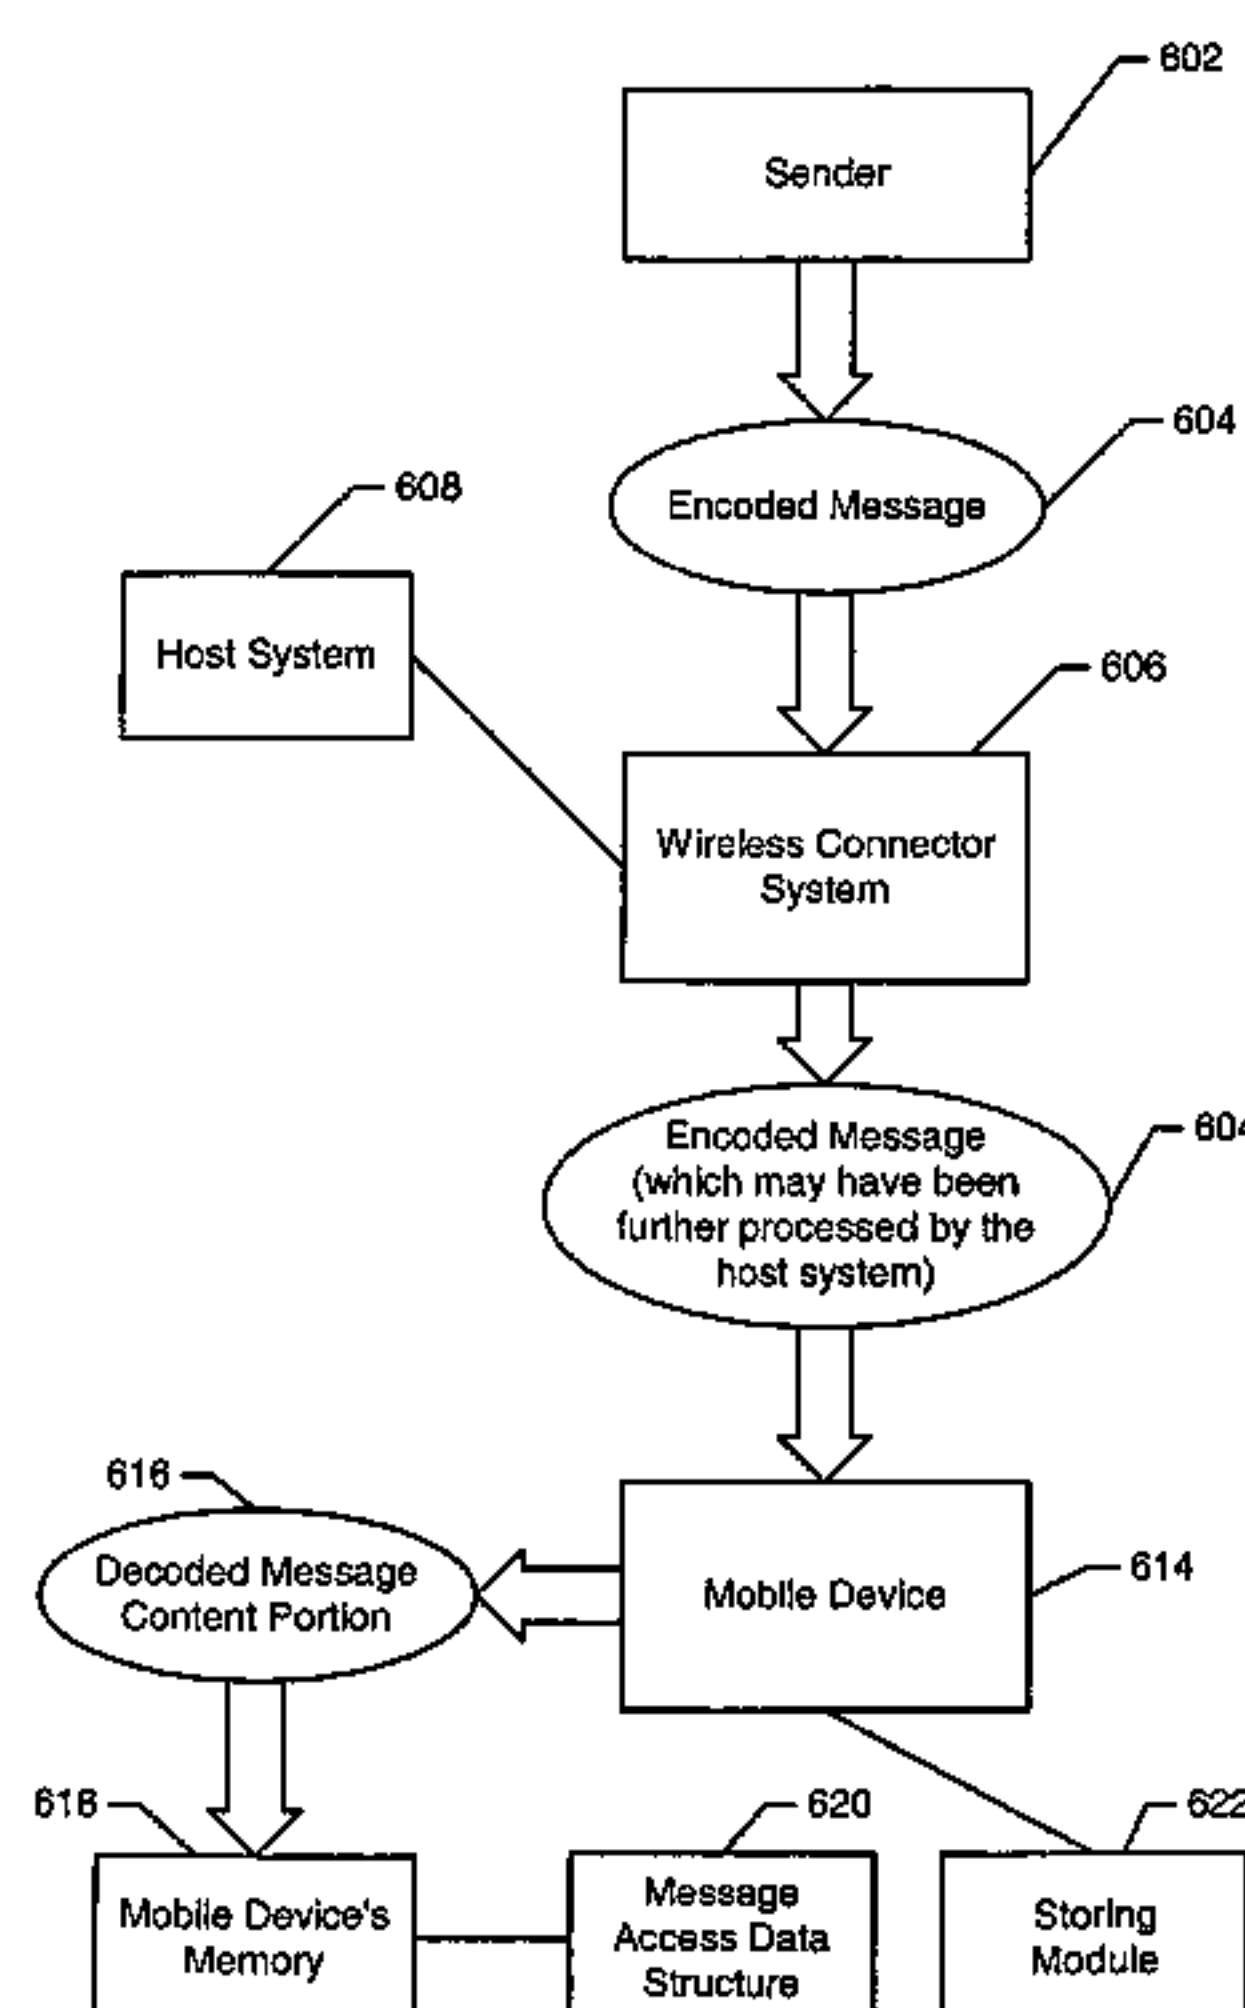 602
Sender
604
Encoded Message
608
Host System
606
Wireless Connector
System
Encoded Message
(which may have been
further processed by the
host system)
604
616
Decoded Message
Content Portion
Mobile Device
614
618
Mobile Device's
Memory
620
Message
Access Data
Structure
622
Storing
Module